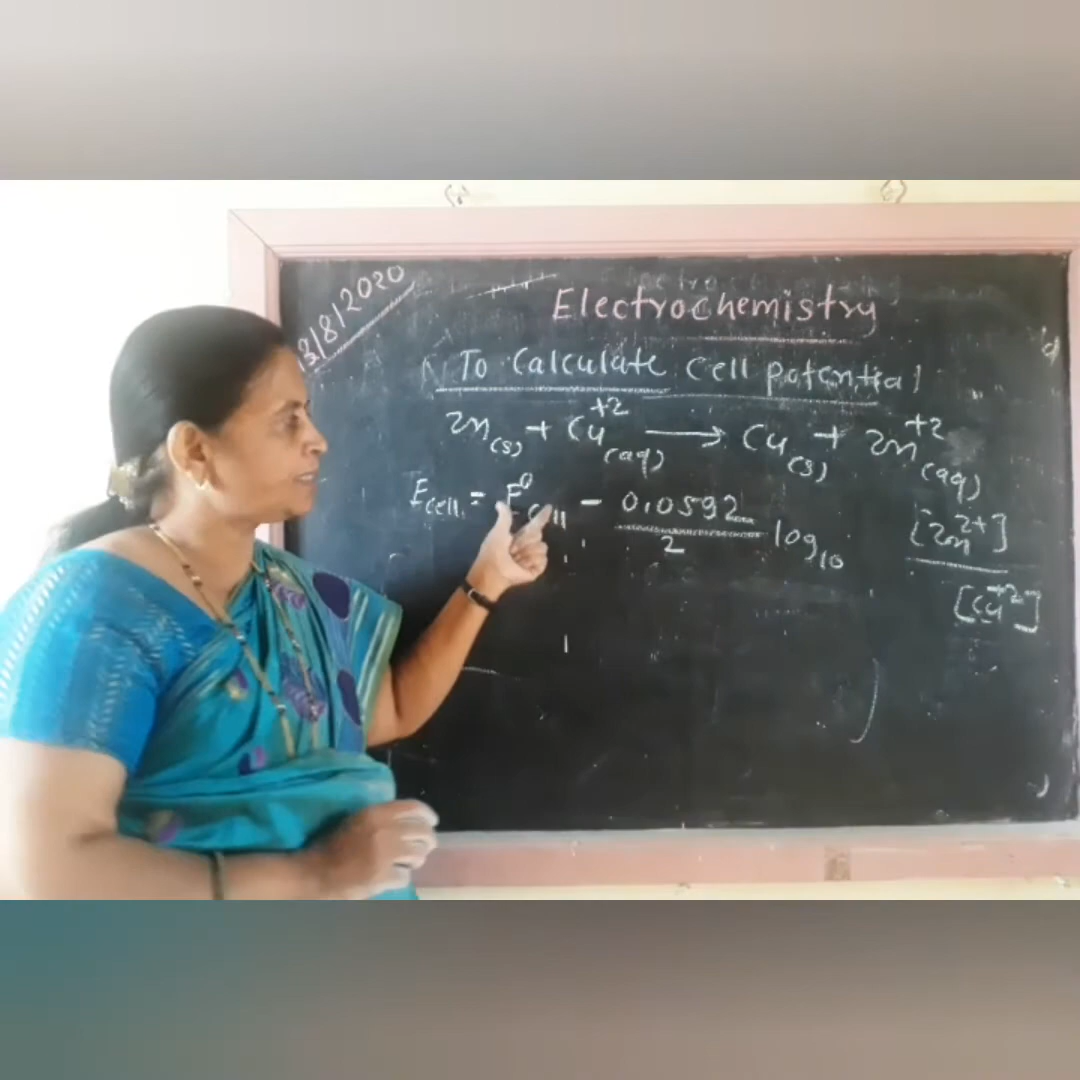 3/8/2020
Electrochemistry
To Calculate Cell potential
Zn(s) + Cu+2(aq) ⟶ Cu(s) + Zn+2(aq)
Ecell = E0cell - 0.0592/2 log10 [Zn2+]/[Cu+2]